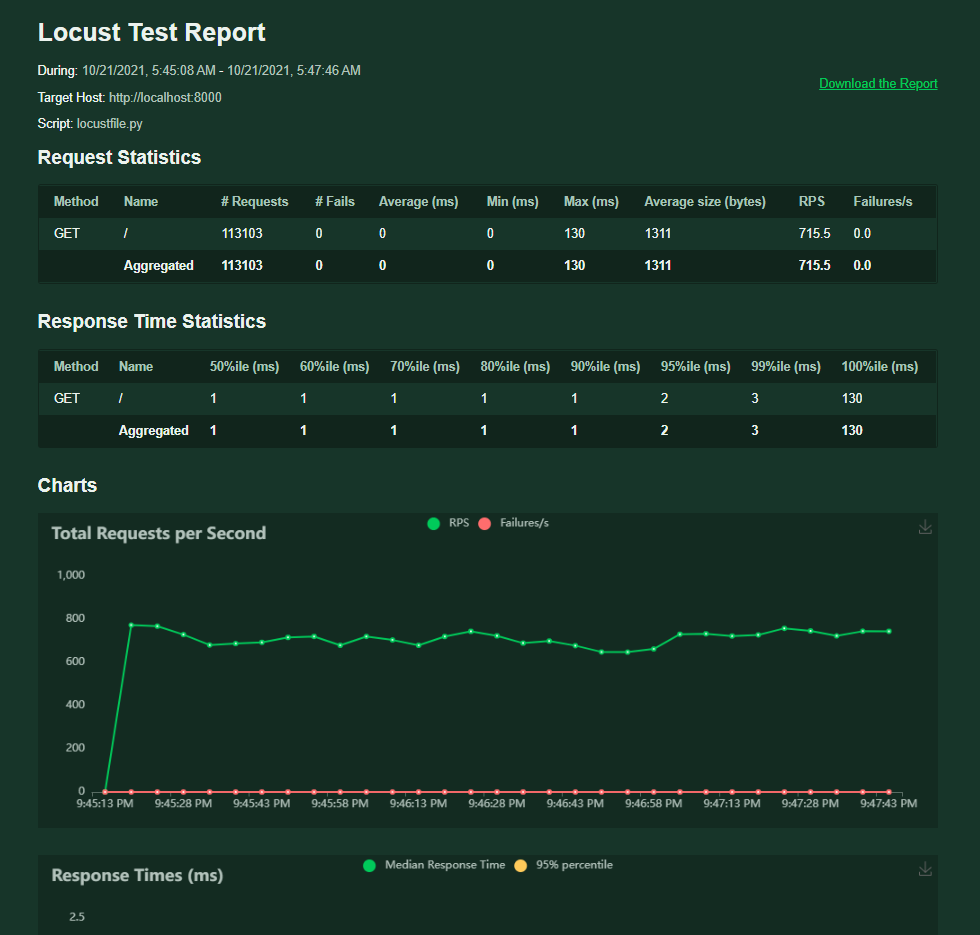 Locust Test Report
During: 10/21/2021, 5:45:08 AM - 10/21/2021, 5:47:46 AM
Download the Report
Target Host: http://localhost:8000
Script: locustfile.py
Request Statistics
Method Name # Requests # Fails Average (ms) Min (ms) Max (ms) Average size (bytes) RPS Failures/s
GET / 113103 0 0 0 130 1311 715.5 0.0
Aggregated 113103 0 0 0 130 1311 715.5 0.0
Response Time Statistics
Method Name 50%ile (ms) 60%ile (ms) 70%ile (ms) 80%ile (ms) 90%ile (ms) 95%ile (ms) 99%ile (ms) 100%ile (ms)
GET / 1 1 1 1 1 2 3 130
Aggregated 1 1 1 1 1 2 3 130
Charts
Total Requests per Second
RPS Failures/s
1,000
800
600
400
200
0
9:45:13 PM 9:45:28 PM 9:45:43 PM 9:45:58 PM 9:46:13 PM 9:46:28 PM 9:46:43 PM 9:46:58 PM 9:47:13 PM 9:47:28 PM 9:47:43 PM
Response Times (ms)
Median Response Time 95% percentile
2.5